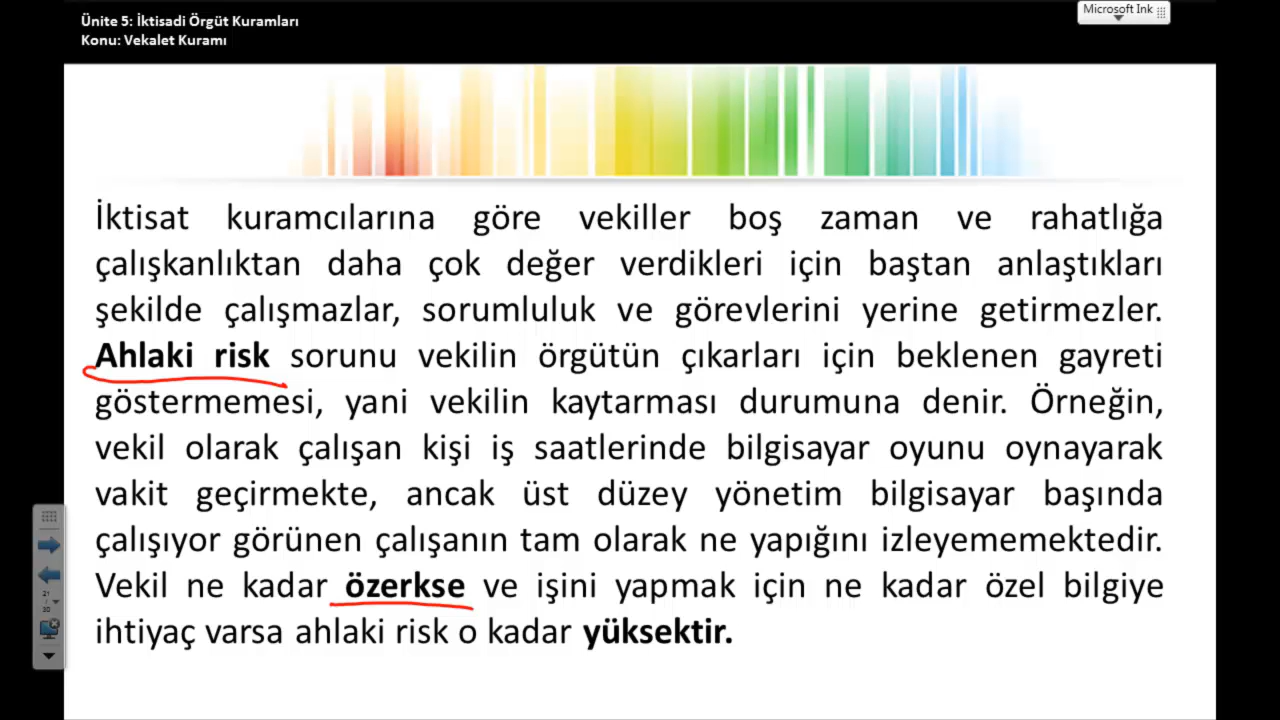 Ünite 5: İktisadi Örgüt Kuramları
Konu: Vekalet Kuramı
Microsoft Ink
İktisat kuramcılarına göre vekiller boş zaman ve rahatlığa
çalışkanlıktan daha çok değer verdikleri için baştan anlaştıkları
şekilde çalışmazlar, sorumluluk ve görevlerini yerine getirmezler.
Ahlaki risk sorunu vekilin örgütün çıkarları için beklenen gayreti
göstermemesi, yani vekilin kaytarması durumuna denir. Örneğin,
vekil olarak çalışan kişi iş saatlerinde bilgisayar oyunu oynayarak
vakit geçirmekte, ancak üst düzey yönetim bilgisayar başında
çalışıyor görünen çalışanın tam olarak ne yapığını izleyememektedir.
Vekil ne kadar özerkse ve işini yapmak için ne kadar özel bilgiye
ihtiyaç varsa ahlaki risk o kadar yüksektir.
21
/
30